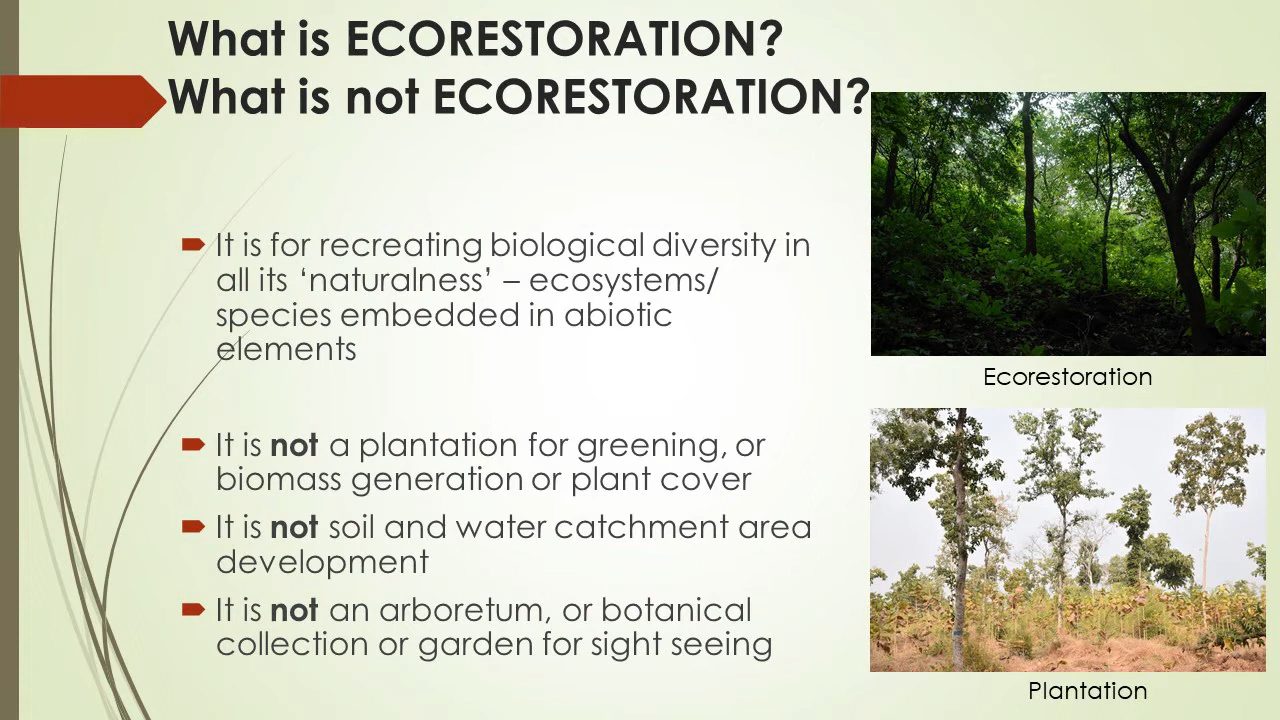 What is ECORESTORATION?
What is not ECORESTORATION?
It is for recreating biological diversity in
all its ‘naturalness’ – ecosystems/
species embedded in abiotic
elements
It is not a plantation for greening, or
biomass generation or plant cover
It is not soil and water catchment area
development
It is not an arboretum, or botanical
collection or garden for sight seeing
Ecorestoration
Plantation